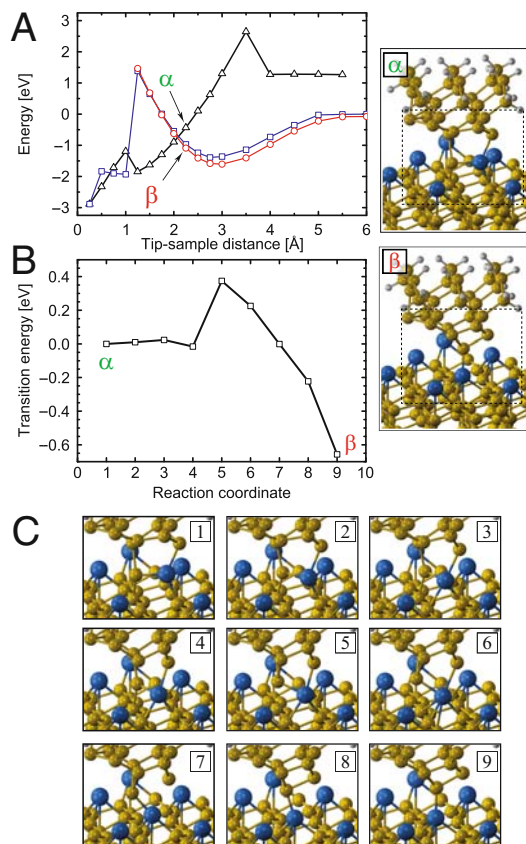 A
Energy [eV]
3
2
1
0
−1
−2
−3
0 1 2 3 4 5 6
Tip-sample distance [Å]
α
β
α
B
Transition energy [eV]
0.4
0.2
0.0
−0.2
−0.4
−0.6
0 1 2 3 4 5 6 7 8 9 10
Reaction coordinate
α
β
β
C
1 2 3
4 5 6
7 8 9